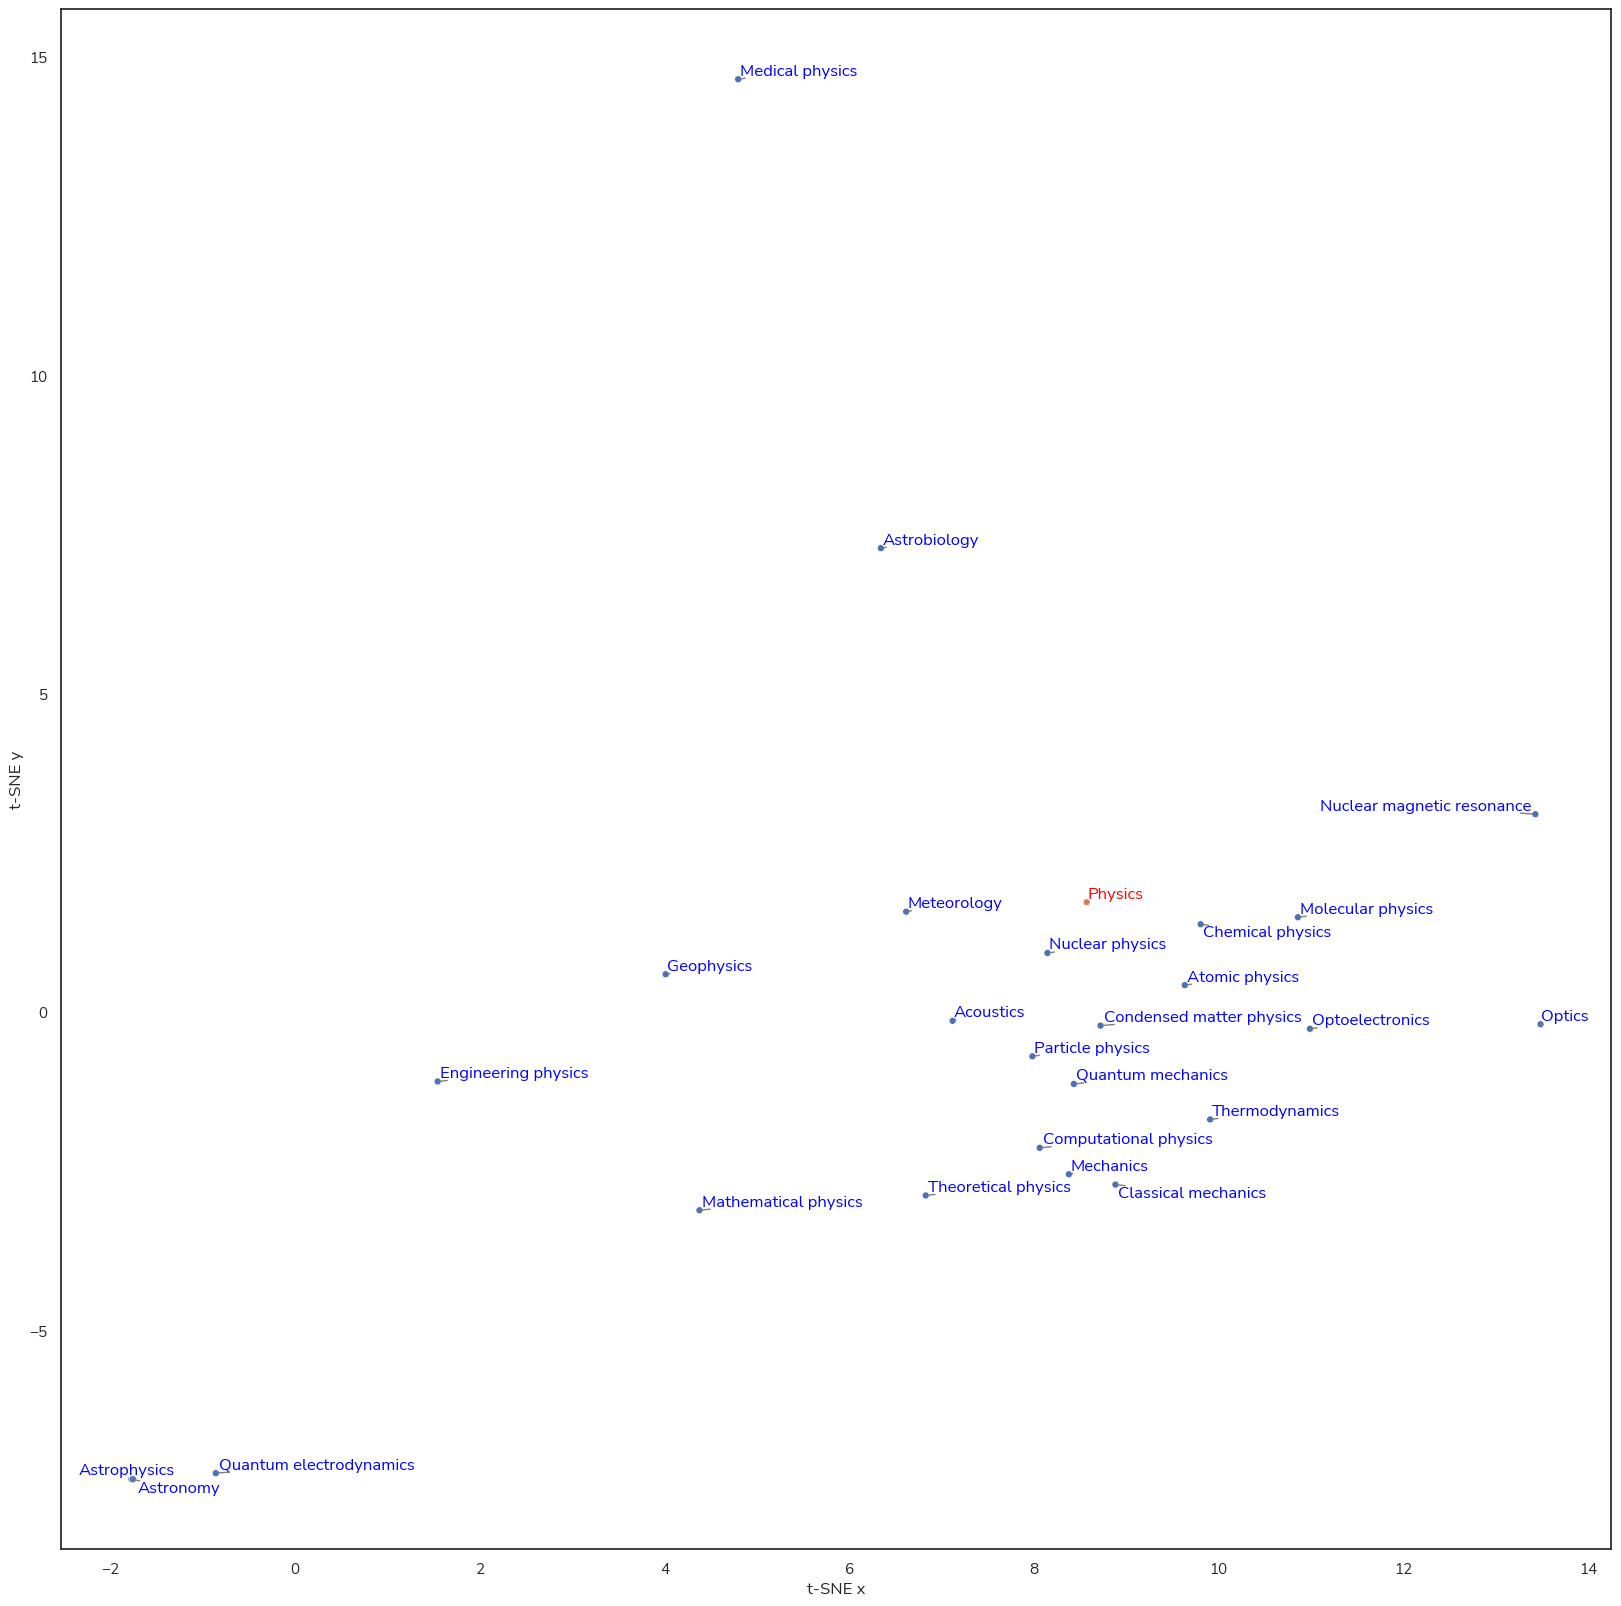 15
Medical physics
10
Astrobiology
5
Nuclear magnetic resonance
Physics
Meteorology
Molecular physics
Chemical physics
Nuclear physics
Geophysics
Atomic physics
0
Acoustics
Condensed matter physics
Optoelectronics
Optics
Particle physics
Engineering physics
Quantum mechanics
Thermodynamics
Computational physics
Mechanics
Theoretical physics
Classical mechanics
Mathematical physics
−5
Quantum electrodynamics
Astrophysics
Astronomy
−2 0 2 4 6 8 10 12 14
t-SNE x
t-SNE y